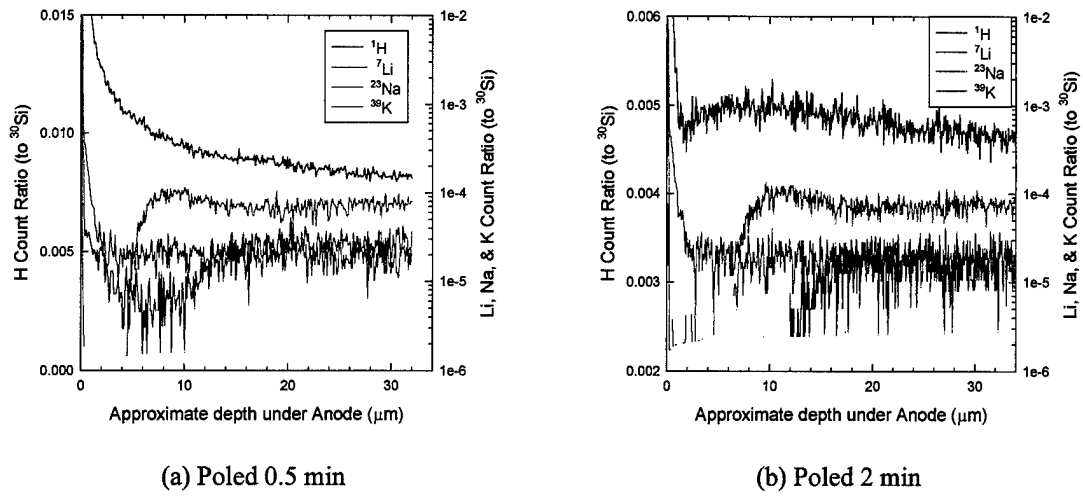 0.015
0.010
0.005
0.000
H Count Ratio (to ³⁰Si)
1e-2
1e-3
1e-4
1e-5
1e-6
Li, Na, & K Count Ratio (to ³⁰Si)
¹H
⁷Li
²³Na
³⁹K
0
10
20
30
Approximate depth under Anode (μm)
(a) Poled 0.5 min
0.006
0.005
0.004
0.003
0.002
H Count Ratio (to ³⁰Si)
1e-2
1e-3
1e-4
1e-5
1e-6
Li, Na, & K Count Ratio (to ³⁰Si)
¹H
⁷Li
²³Na
³⁹K
0
10
20
30
Approximate depth under Anode (μm)
(b) Poled 2 min